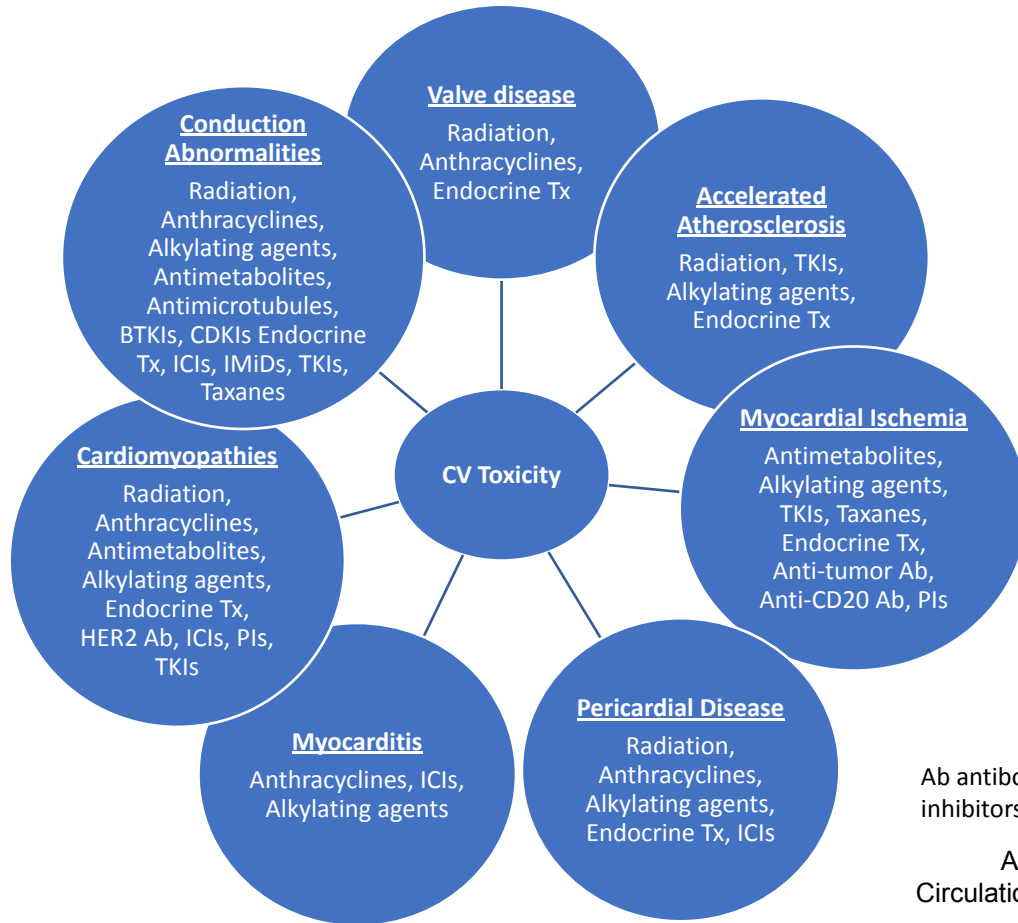 Valve disease
Radiation,
Anthracyclines,
Endocrine Tx
Conduction
Abnormalities
Radiation,
Anthracyclines,
Alkylating agents,
Antimetabolites,
Antimicrotubules,
BTKIs, CDKIs Endocrine
Tx, ICIs, IMiDs, TKIs,
Taxanes
Accelerated
Atherosclerosis
Radiation, TKIs,
Alkylating agents,
Endocrine Tx
Myocardial Ischemia
Antimetabolites,
Alkylating agents,
TKIs, Taxanes,
Endocrine Tx,
Anti-tumor Ab,
Anti-CD20 Ab, PIs
CV Toxicity
Cardiomyopathies
Radiation,
Anthracyclines,
Antimetabolites,
Alkylating agents,
Endocrine Tx,
HER2 Ab, ICIs, PIs,
TKIs
Myocarditis
Anthracyclines, ICIs,
Alkylating agents
Pericardial Disease
Radiation,
Anthracyclines,
Alkylating agents,
Endocrine Tx, ICIs
Ab
inhibitors